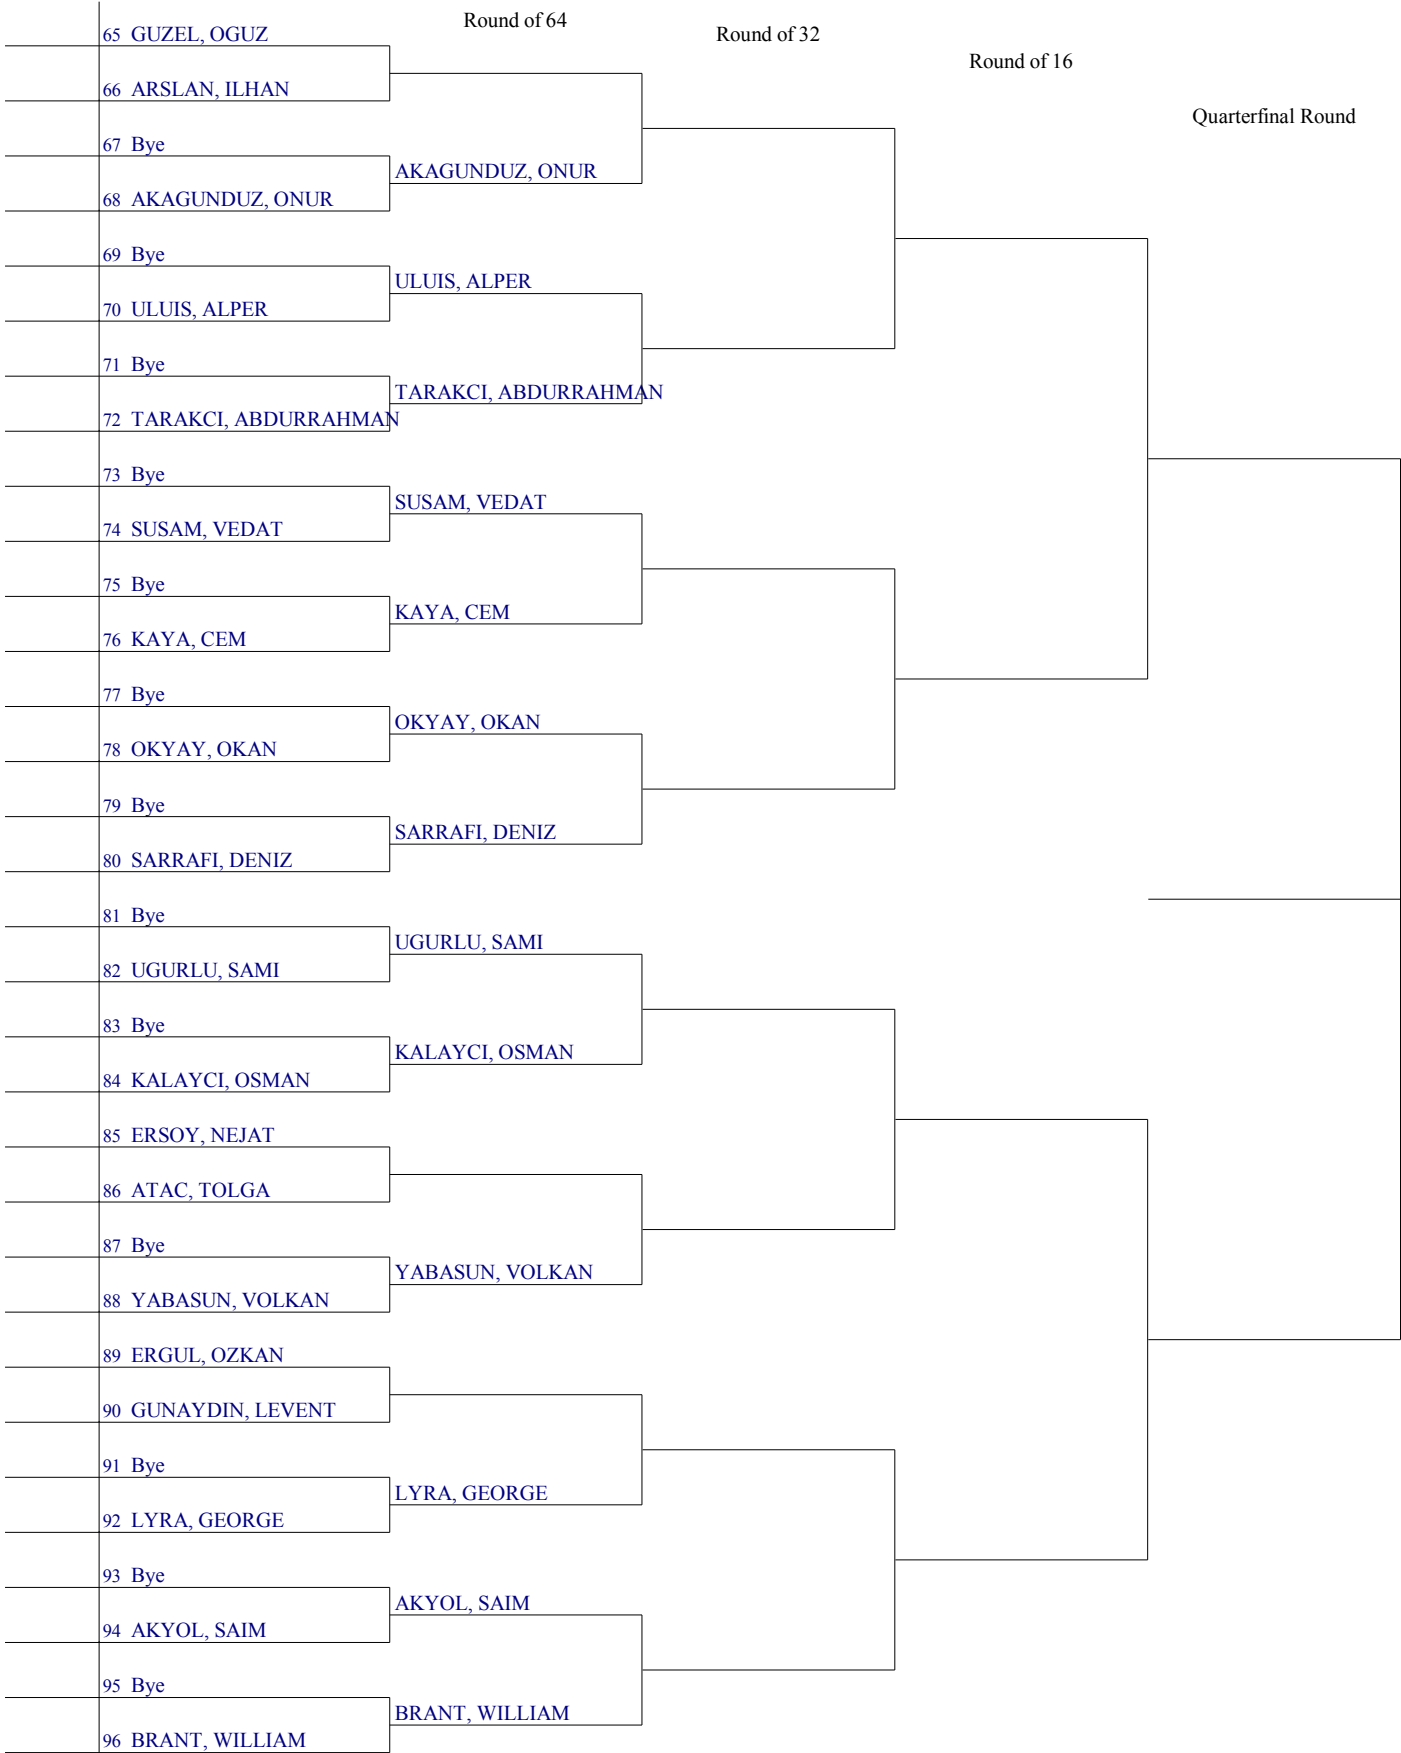 Round of 64
Round of 32
Round of 16
Quarterfinal Round
65 GUZEL, OGUZ
66 ARSLAN, ILHAN
67 Bye
AKAGUNDUZ, ONUR
68 AKAGUNDUZ, ONUR
69 Bye
ULUIS, ALPER
70 ULUIS, ALPER
71 Bye
TARAKCI, ABDURRAHMAN
72 TARAKCI, ABDURRAHMAN
73 Bye
SUSAM, VEDAT
74 SUSAM, VEDAT
75 Bye
KAYA, CEM
76 KAYA, CEM
77 Bye
OKYAY, OKAN
78 OKYAY, OKAN
79 Bye
SARRAFI, DENIZ
80 SARRAFI, DENIZ
81 Bye
UGURLU, SAMI
82 UGURLU, SAMI
83 Bye
KALAYCI, OSMAN
84 KALAYCI, OSMAN
85 ERSOY, NEJAT
86 ATAC, TOLGA
87 Bye
YABASUN, VOLKAN
88 YABASUN, VOLKAN
89 ERGUL, OZKAN
90 GUNAYDIN, LEVENT
91 Bye
LYRA, GEORGE
92 LYRA, GEORGE
93 Bye
AKYOL, SAIM
94 AKYOL, SAIM
95 Bye
BRANT, WILLIAM
96 BRANT, WILLIAM